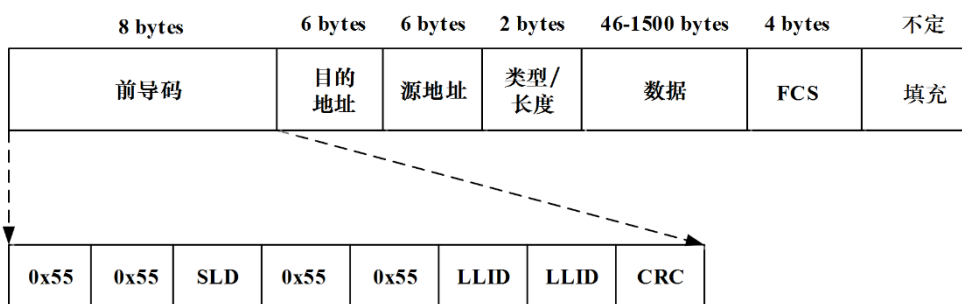 8 bytes 6 bytes 6 bytes 2 bytes 46-1500 bytes 4 bytes 不定
前导码 目的地址 源地址 类型/长度 数据 FCS 填充
0x55 0x55 SLD 0x55 0x55 LLID LLID CRC